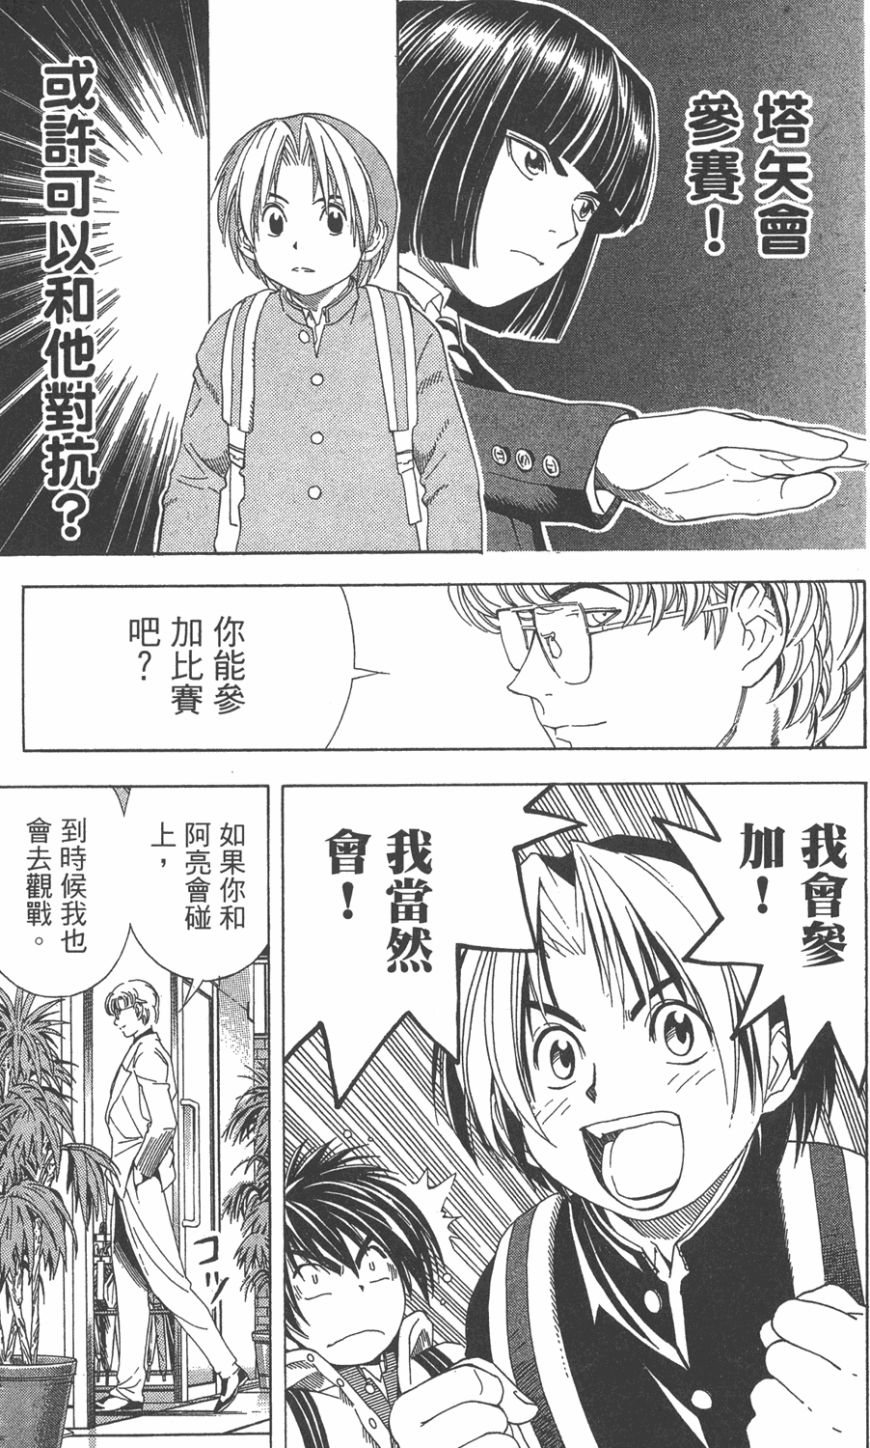 塔矢會
參賽！
或許可以和他對抗？
你能參
加比賽
吧？
我會參
加！
我當然
會！
如果你和
阿亮會碰
上，
到時候我也
會去觀戰。
コツ